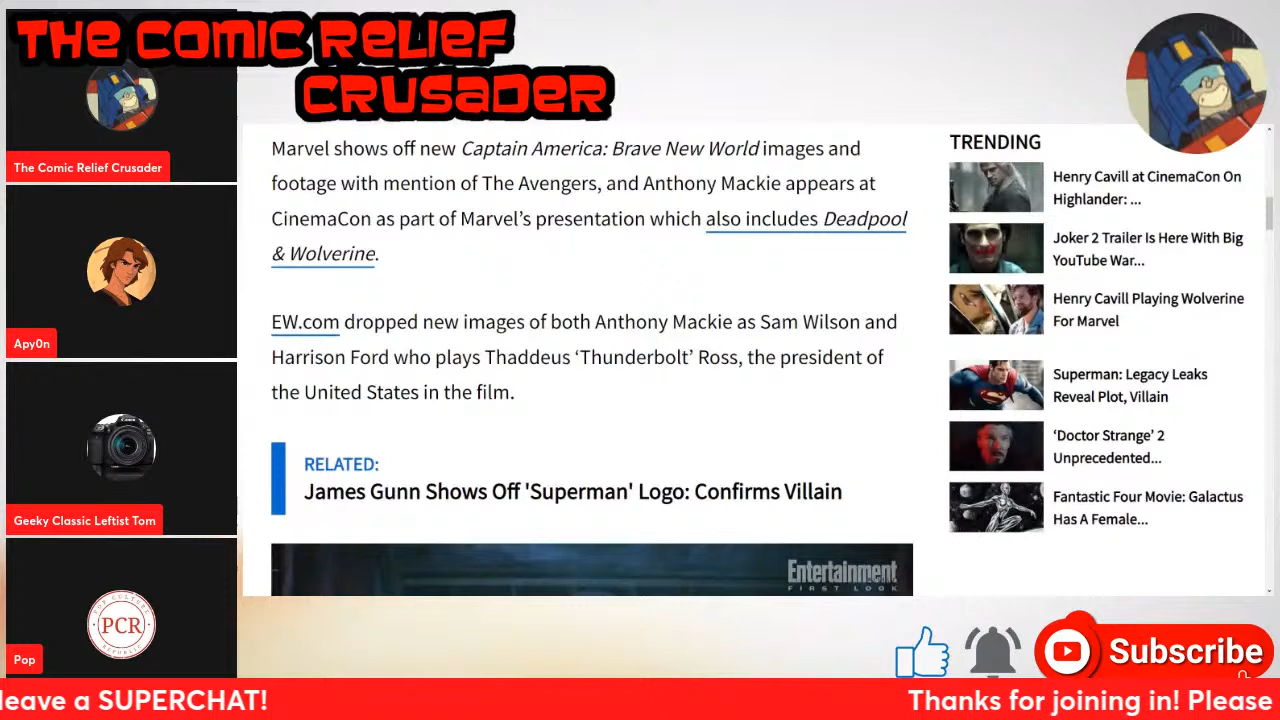 THE COMIC RELIEF
CRUSADER
The Comic Relief Crusader
Apy0n
Geeky Classic Leftist Tom
POP CULTURE
PCR
REPUBLIC
Pop
Marvel shows off new Captain America: Brave New World images and
footage with mention of The Avengers, and Anthony Mackie appears at
CinemaCon as part of Marvel’s presentation which also includes Deadpool
& Wolverine.
EW.com dropped new images of both Anthony Mackie as Sam Wilson and
Harrison Ford who plays Thaddeus ‘Thunderbolt’ Ross, the president of
the United States in the film.
RELATED:
James Gunn Shows Off 'Superman' Logo: Confirms Villain
Entertainment
FIRST LOOK
TRENDING
Henry Cavill at CinemaCon On
Highlander: ...
Joker 2 Trailer Is Here With Big
YouTube War...
Henry Cavill Playing Wolverine
For Marvel
Superman: Legacy Leaks
Reveal Plot, Villain
‘Doctor Strange’ 2
Unprecedented...
Fantastic Four Movie: Galactus
Has A Female...
Subscribe
leave a SUPERCHAT!
Thanks for joining in! Please